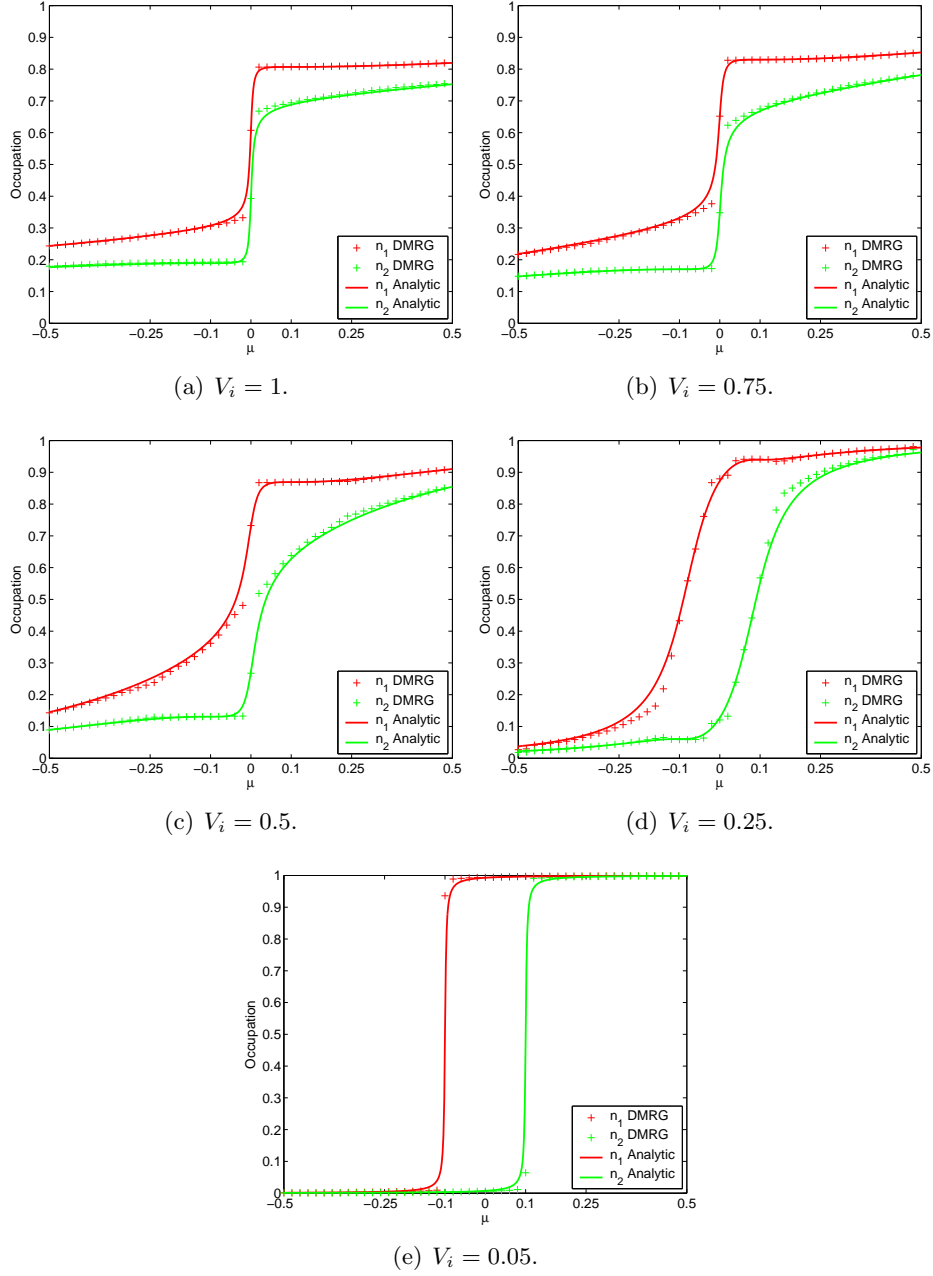 1
0.9
0.8
0.7
0.6
0.5
0.4
0.3
0.2
0.1
0
Occupation
−0.5 −0.25 −0.1 0 0.1 0.25 0.5
μ
n1 DMRG
n2 DMRG
n1 Analytic
n2 Analytic
(a) Vi = 1.
1
0.9
0.8
0.7
0.6
0.5
0.4
0.3
0.2
0.1
0
Occupation
−0.5 −0.25 −0.1 0 0.1 0.25 0.5
μ
n1 DMRG
n2 DMRG
n1 Analytic
n2 Analytic
(b) Vi = 0.75.
1
0.9
0.8
0.7
0.6
0.5
0.4
0.3
0.2
0.1
0
Occupation
−0.5 −0.25 −0.1 0 0.1 0.25 0.5
μ
n1 DMRG
n2 DMRG
n1 Analytic
n2 Analytic
(c) Vi = 0.5.
1
0.9
0.8
0.7
0.6
0.5
0.4
0.3
0.2
0.1
0
Occupation
−0.5 −0.25 −0.1 0 0.1 0.25 0.5
μ
n1 DMRG
n2 DMRG
n1 Analytic
n2 Analytic
(d) Vi = 0.25.
1
0.9
0.8
0.7
0.6
0.5
0.4
0.3
0.2
0.1
0
Occupation
−0.5 −0.25 −0.1 0 0.1 0.25 0.5
μ
n1 DMRG
n2 DMRG
n1 Analytic
n2 Analytic
(e) Vi = 0.05.